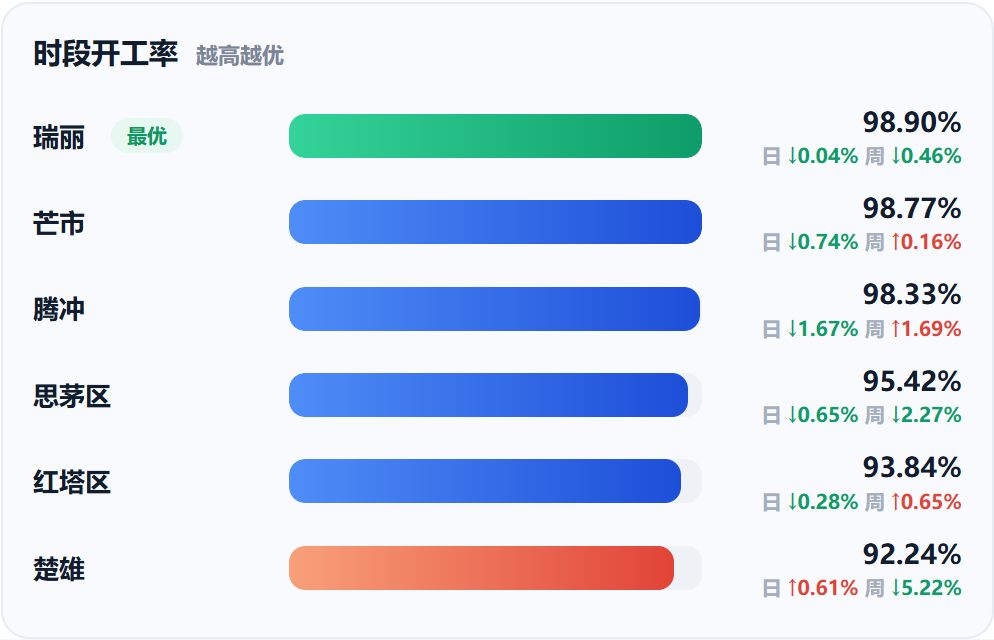 时段开工率 越高越优
瑞丽 最优 98.90%
日 ↓0.04% 周 ↓0.46%
芒市 98.77%
日 ↓0.74% 周 ↑0.16%
腾冲 98.33%
日 ↓1.67% 周 ↑1.69%
思茅区 95.42%
日 ↓0.65% 周 ↓2.27%
红塔区 93.84%
日 ↓0.28% 周 ↑0.65%
楚雄 92.24%
日 ↑0.61% 周 ↓5.22%